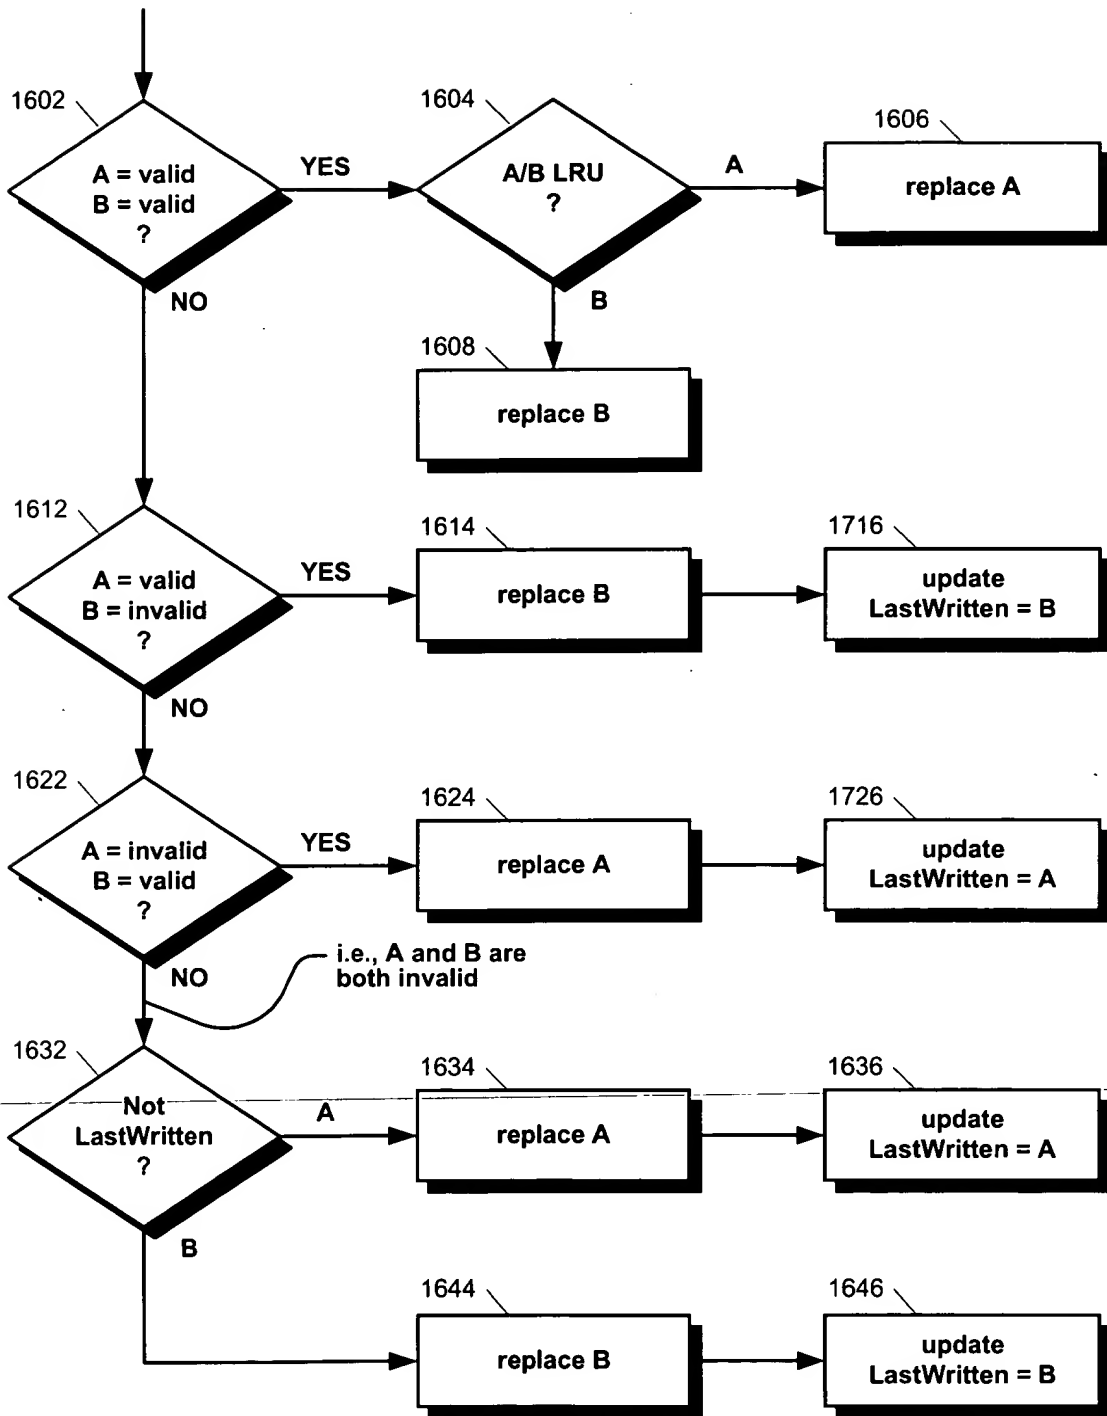 1602
A = valid
B = valid
?
YES
NO
1604
A/B LRU
?
A
B
1606
replace A
1608
replace B
1612
A = valid
B = invalid
?
YES
NO
1614
replace B
1716
update
LastWritten = B
1622
A = invalid
B = valid
?
YES
NO
1624
replace A
1726
update
LastWritten = A
i.e., A and B are
both invalid
1632
Not
LastWritten
?
A
B
1634
replace A
1636
update
LastWritten = A
1644
replace B
1646
update
LastWritten = B